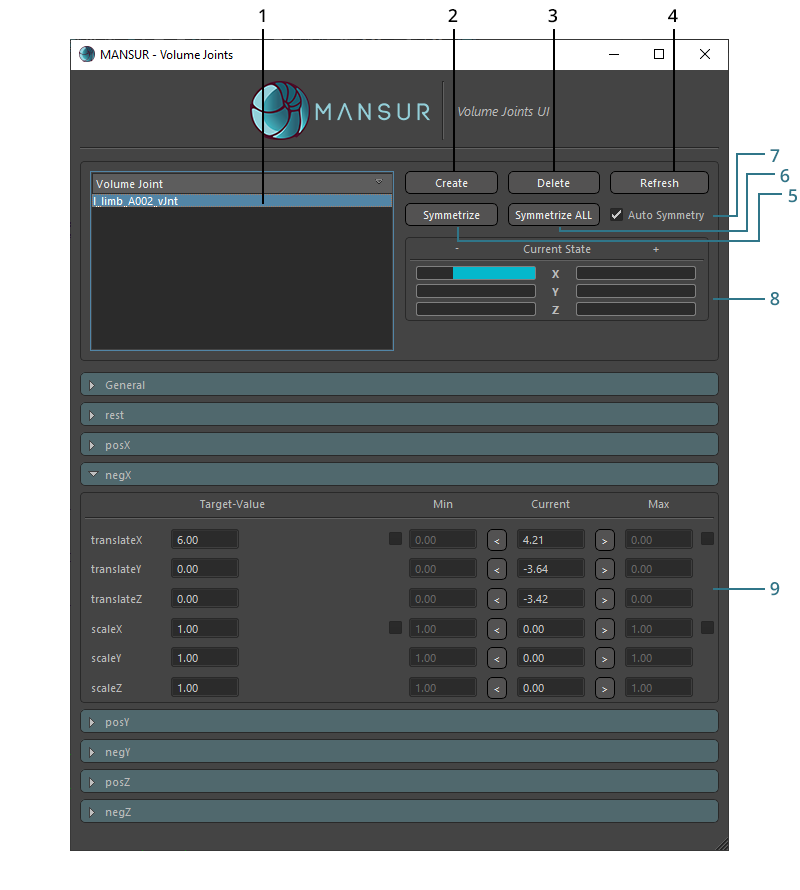 1 2 3 4
MANSUR - Volume Joints
MANSUR Volume Joints UI
7
6
5
Volume Joint Create Delete Refresh
l_limb_A002_vJnt
Symmetrize Symmetrize ALL Auto Symmetry
- Current State +
X
Y
Z
8
General
rest
posX
negX
Target-Value Min Current Max
translateX 6.00 0.00 < 4.21 > 0.00
translateY 0.00 0.00 < -3.64 > 0.00
9
translateZ 0.00 0.00 < -3.42 > 0.00
scaleX 1.00 1.00 < 0.00 > 1.00
scaleY 1.00 1.00 < 0.00 > 1.00
scaleZ 1.00 1.00 < 0.00 > 1.00
posY
negY
posZ
negZ